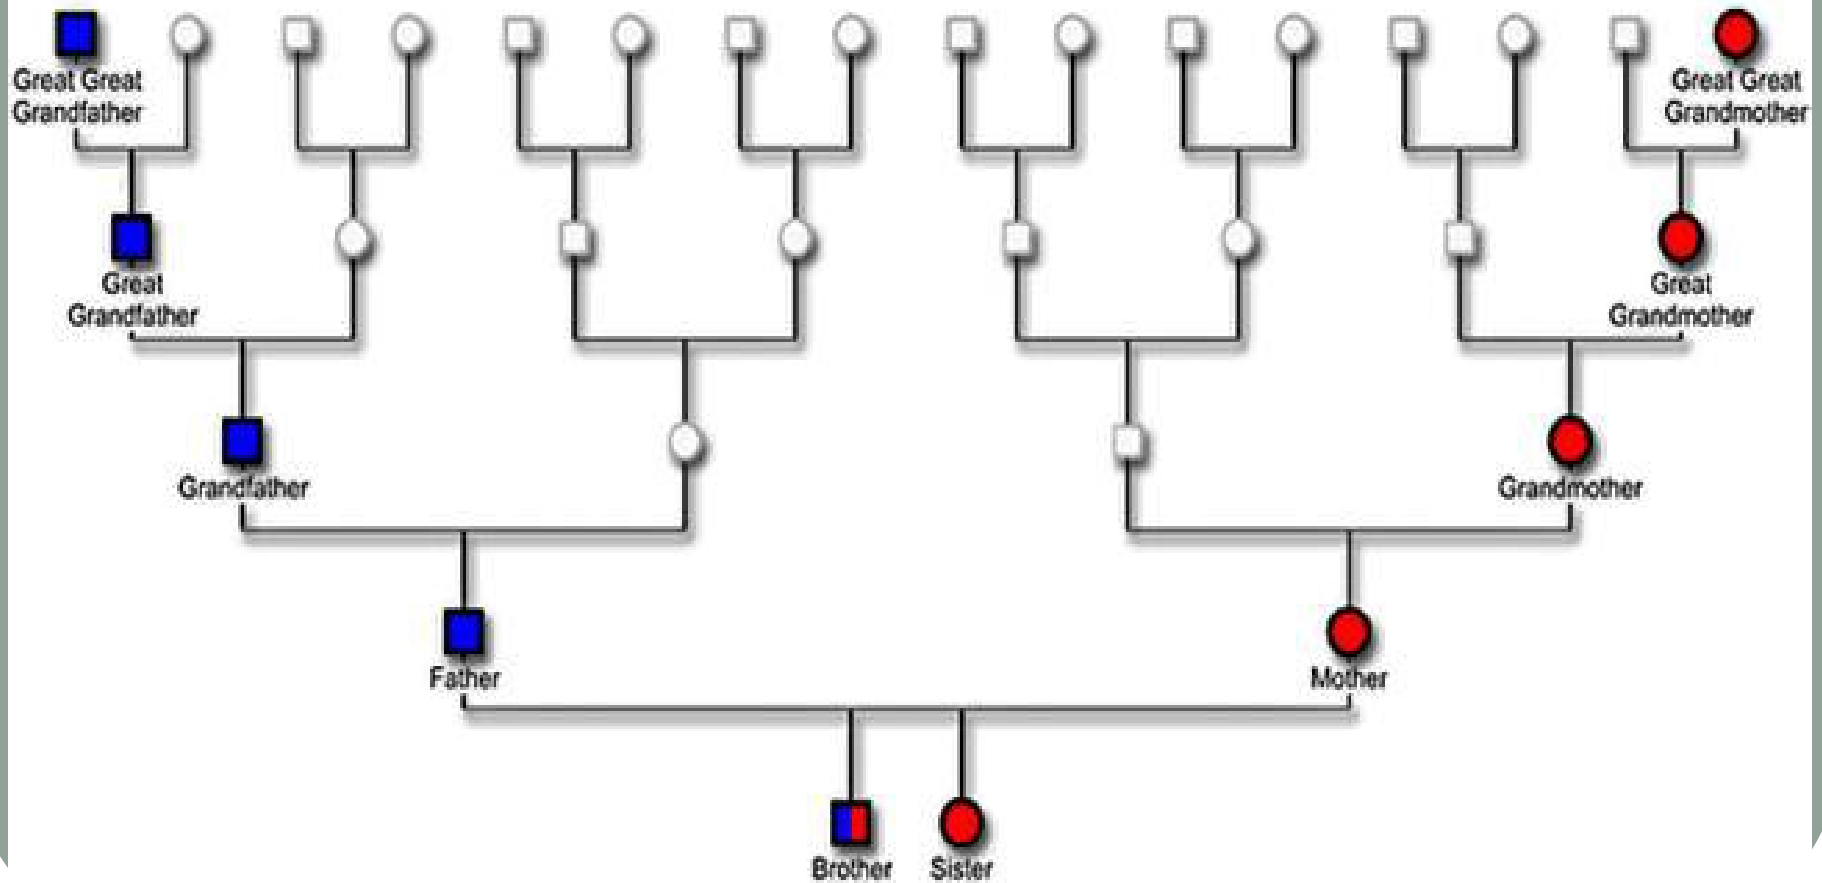 Great Great
Grandfather
Great Great
Grandmother
Great
Grandfather
Great
Grandmother
Grandfather
Grandmother
Father
Mother
Brother
Sister